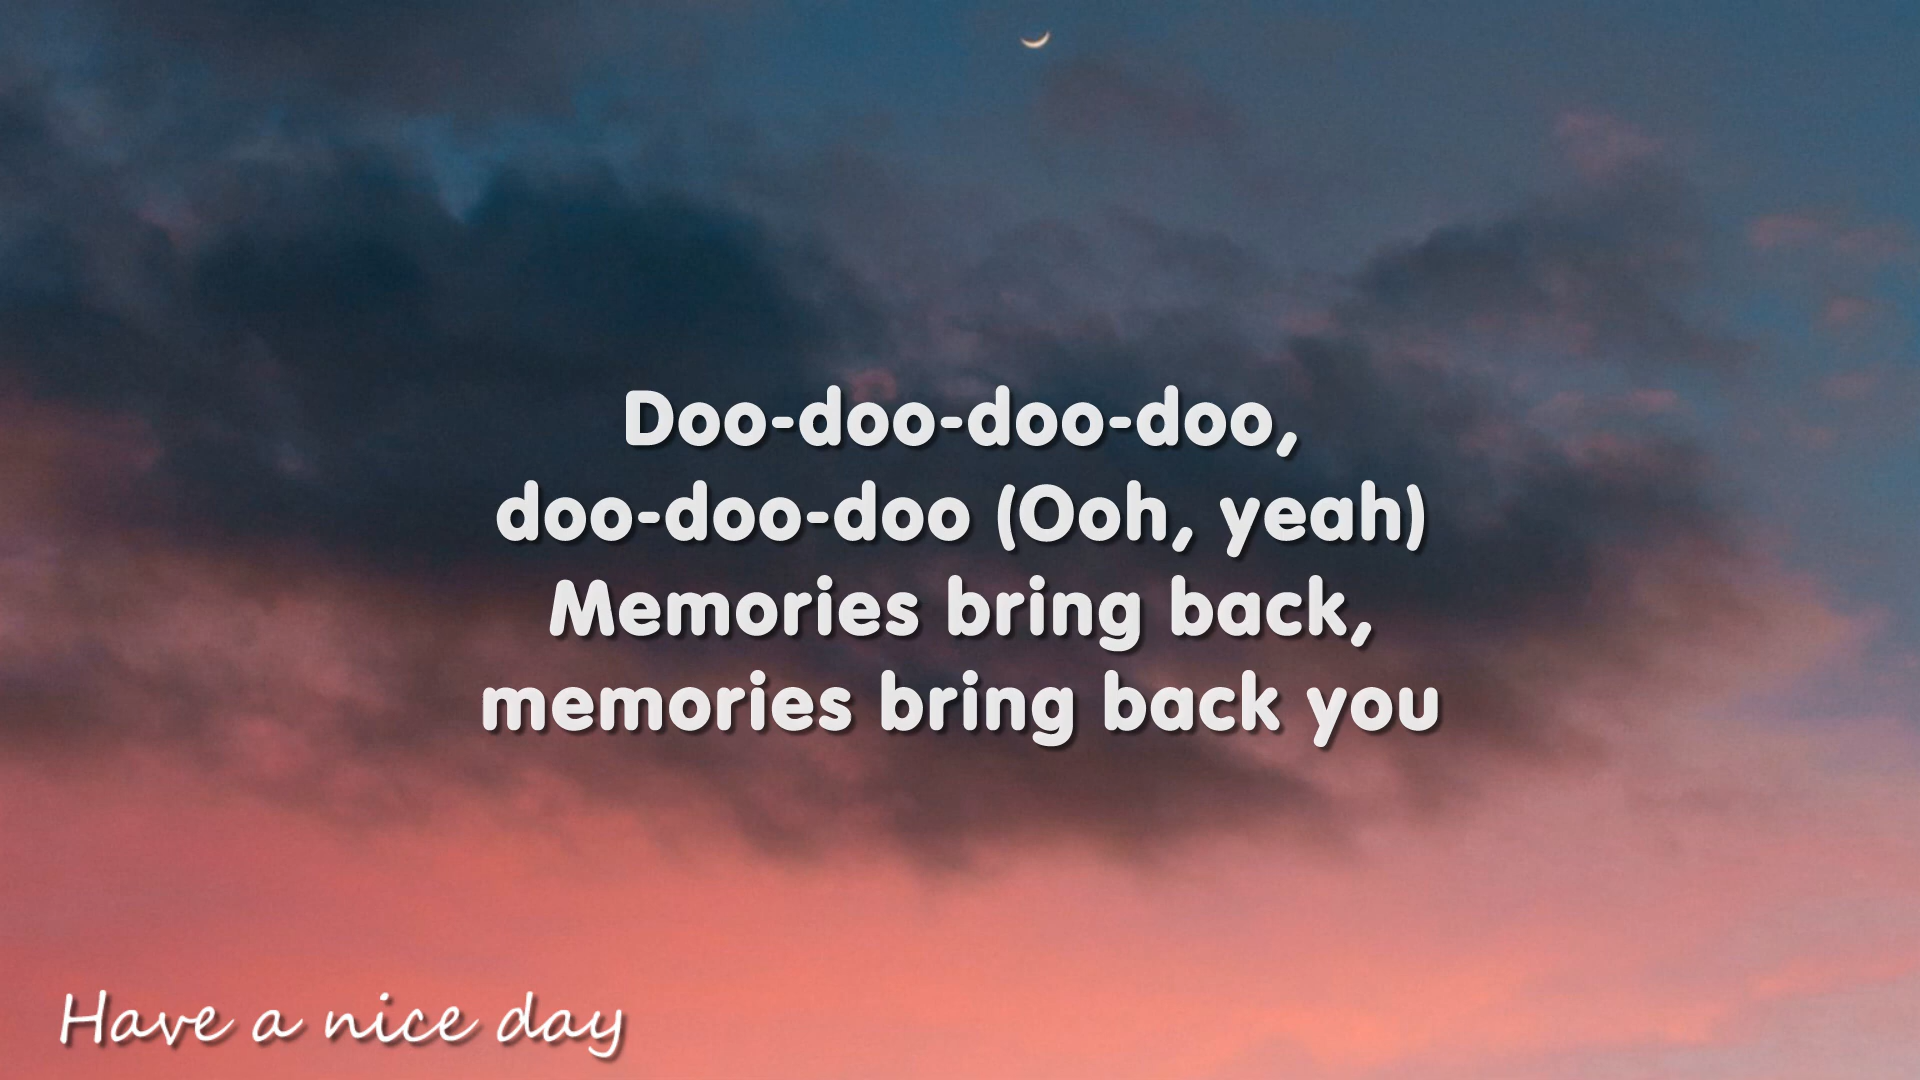 Doo-doo-doo-doo,
doo-doo-doo (Ooh, yeah)
Memories bring back,
memories bring back you
Have a nice day